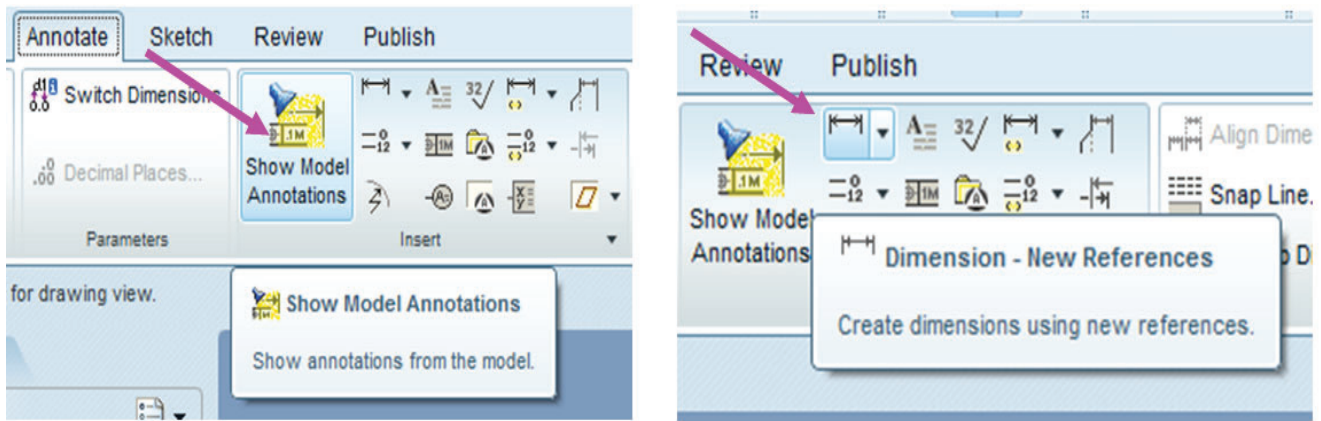 Annotate Sketch Review Publish
Switch Dimensions
Decimal Places...
Show Model
Annotations
Parameters
Insert
for drawing view.
Show Model Annotations
Show annotations from the model.
Review Publish
Show Model
Annotations
Align Dime
Snap Line.
Dimension - New References
Create dimensions using new references.